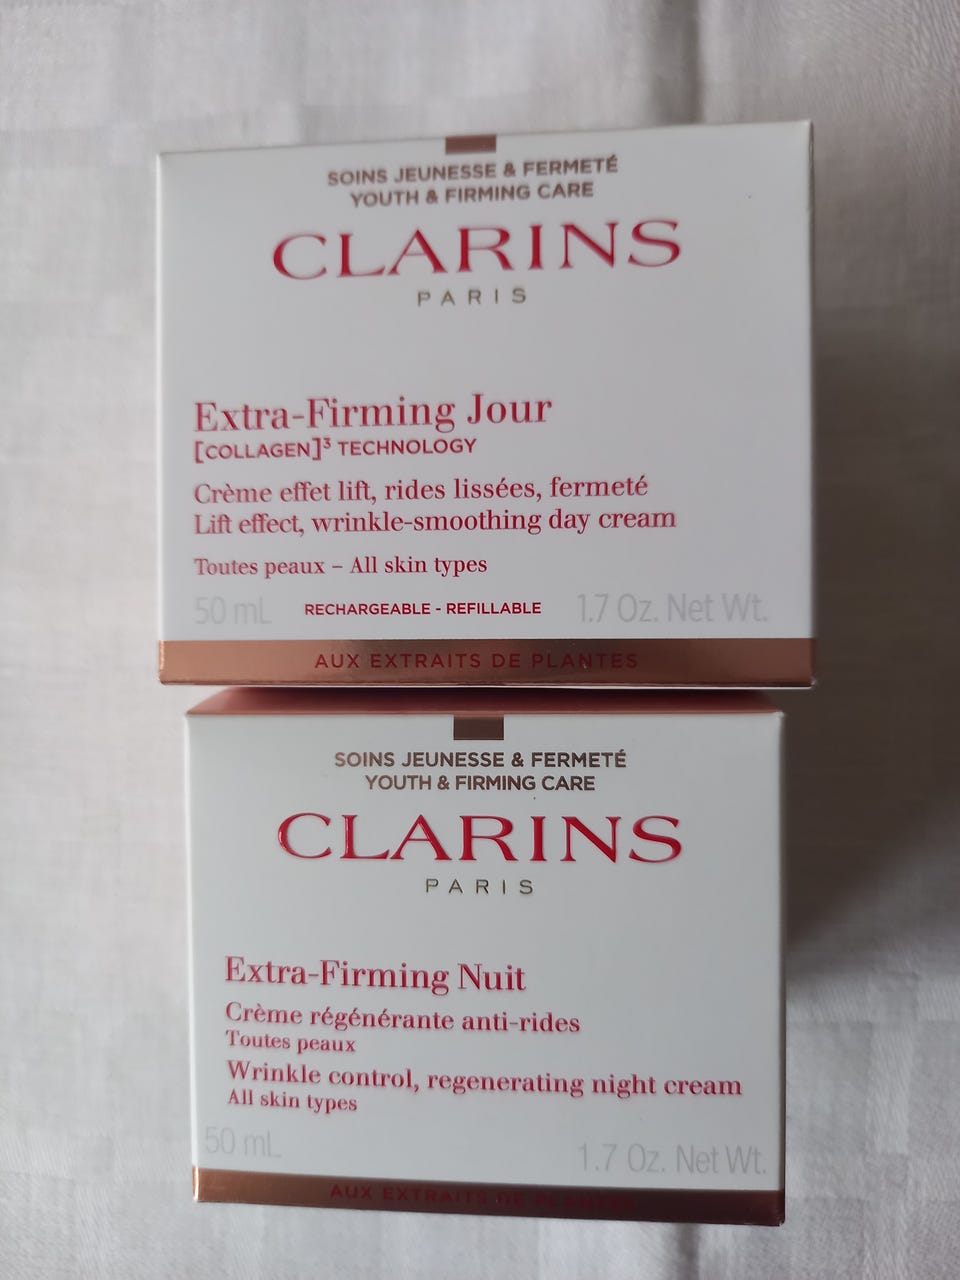 SOINS JEUNESSE & FERMETÉ
YOUTH & FIRMING CARE
CLARINS
PARIS
Extra-Firming Jour
[COLLAGEN]³ TECHNOLOGY
Crème effet lift, rides lissées, fermeté
Lift effect, wrinkle-smoothing day cream
Toutes peaux – All skin types
50 mL RECHARGEABLE - REFILLABLE 1.7 Oz. Net Wt.
AUX EXTRAITS DE PLANTES
SOINS JEUNESSE & FERMETÉ
YOUTH & FIRMING CARE
CLARINS
PARIS
Extra-Firming Nuit
Crème régénérante anti-rides
Toutes peaux
Wrinkle control, regenerating night cream
All skin types
50 mL 1.7 Oz. Net Wt.
AUX EXTRAITS DE PLANTES